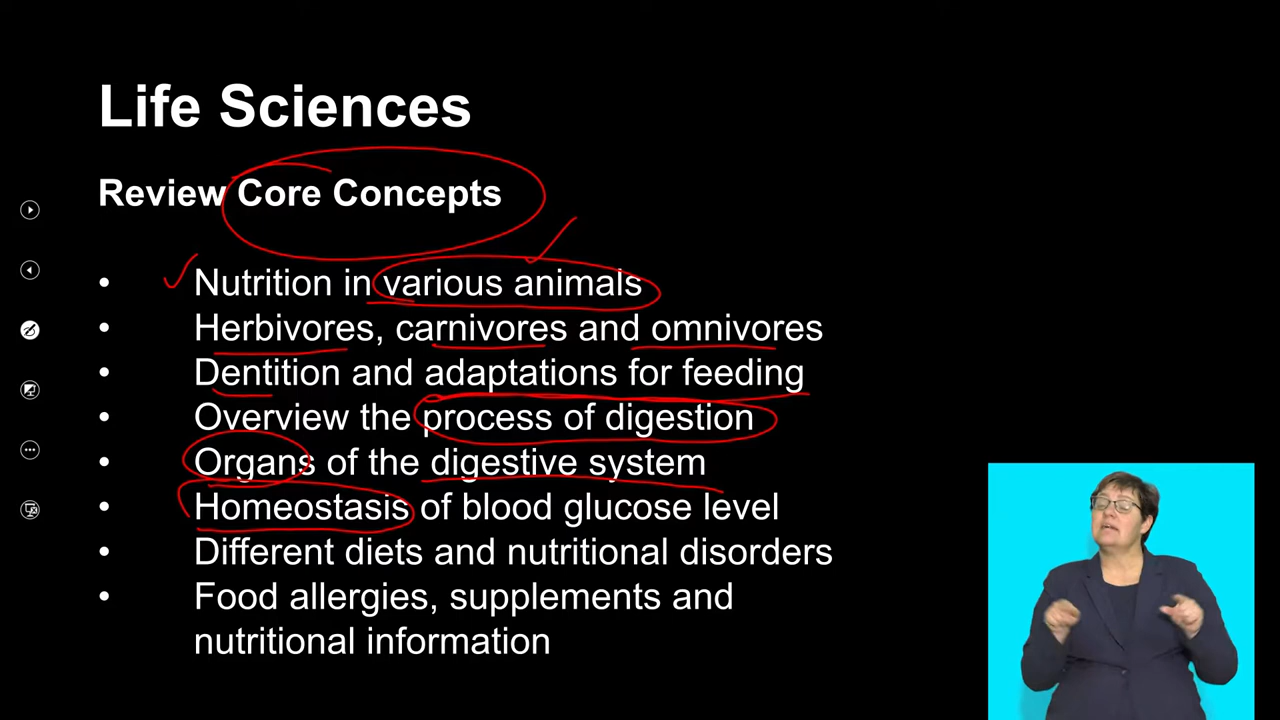 Life Sciences
Review Core Concepts
• Nutrition in various animals
• Herbivores, carnivores and omnivores
• Dentition and adaptations for feeding
• Overview the process of digestion
• Organs of the digestive system
• Homeostasis of blood glucose level
• Different diets and nutritional disorders
• Food allergies, supplements and
nutritional information